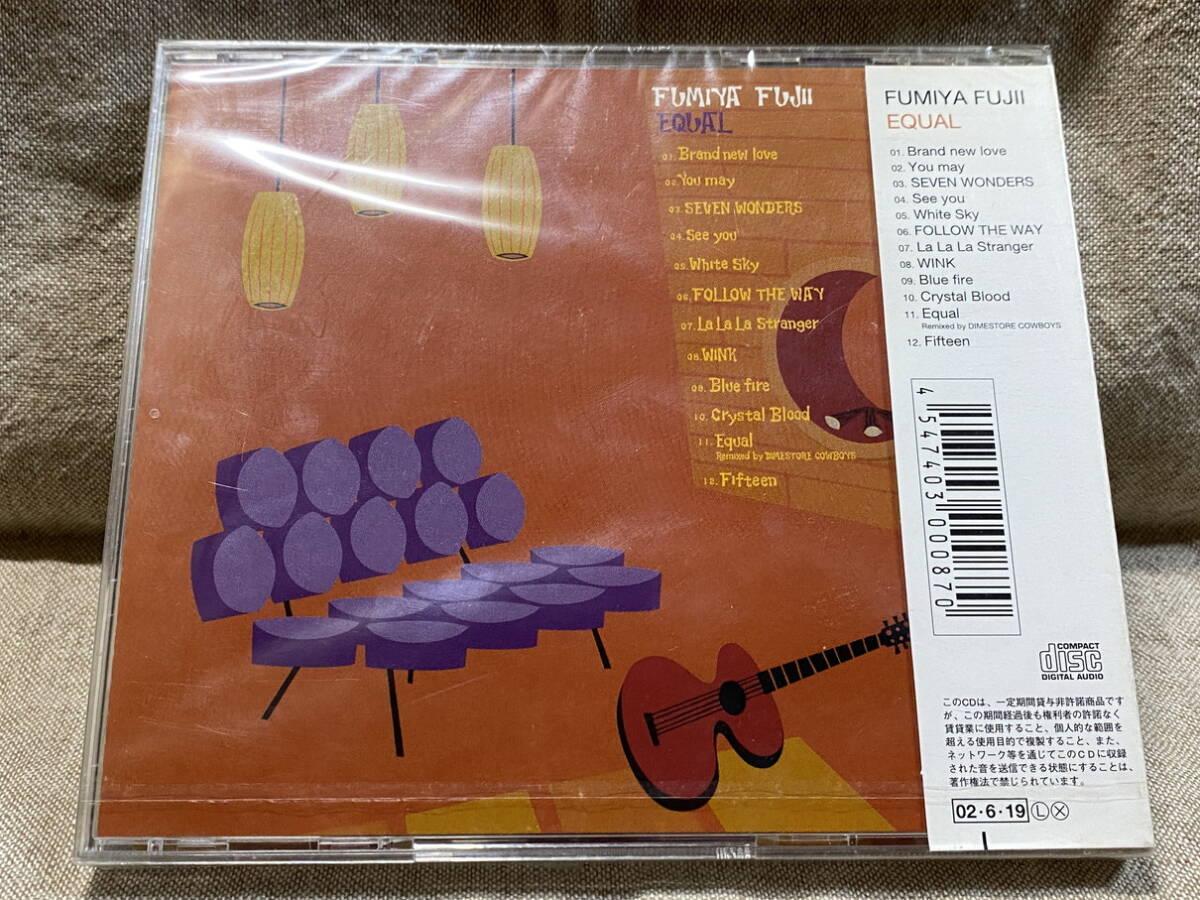 FUMIYA FUJII
EQUAL
01. Brand new love
02. You may
03. SEVEN WONDERS
04. See you
05. White Sky
06. FOLLOW THE WAY
07. La La La Stranger
08. WINK
09. Blue fire
10. Crystal Blood
11. Equal
Remixed by DIMESTORE COWBOYS
12. Fifteen
FUMIYA FUJII
EQUAL
01. Brand new love
02. You may
03. SEVEN WONDERS
04. See you
05. White Sky
06. FOLLOW THE WAY
07. La La La Stranger
08. WINK
09. Blue fire
10. Crystal Blood
11. Equal
Remixed by DIMESTORE COWBOYS
12. Fifteen
4 547403 000870
COMPACT
disc
DIGITAL AUDIO
このCDは、一定期間貸与非許諾商品です
が、この期間経過後も権利者の許諾なく
賃貸業に使用すること、個人的な範囲を
超える使用目的で複製すること、また、
ネットワーク等を通じてこのCDに収録
された音を送信できる状態にすることは、
著作権法で禁じられています。
02・6・19 Ⓛ Ⓧ